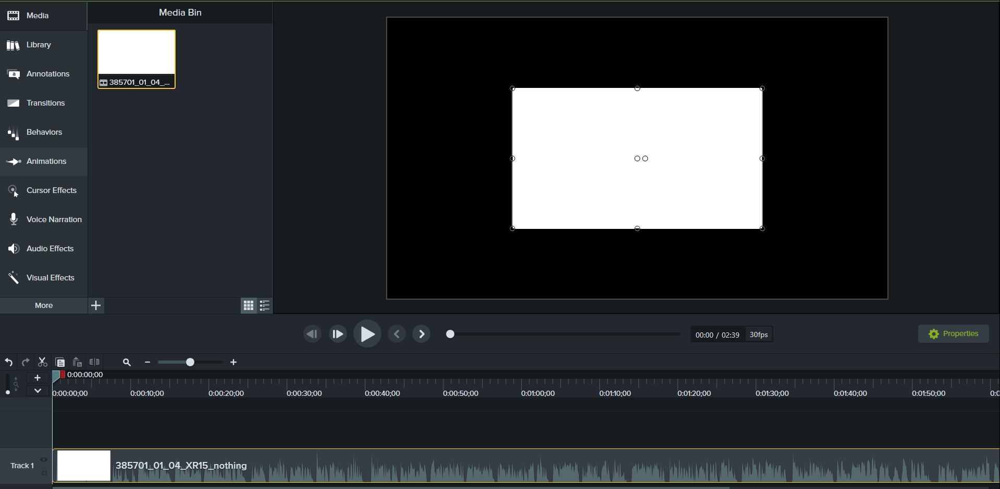 Media
Media Bin
Library
Annotations
Transitions
Behaviors
Animations
Cursor Effects
Voice Narration
Audio Effects
Visual Effects
More
385701_01_04_...
00:00 / 02:39
30fps
Properties
0:00:00;00
0:00:00;00 0:00:10;00 0:00:20;00 0:00:30;00 0:00:40;00 0:00:50;00 0:01:00;00 0:01:10;00 0:01:20;00 0:01:30;00 0:01:40;00 0:01:50;00 0:0
Track 1
385701_01_04_XR15_nothing